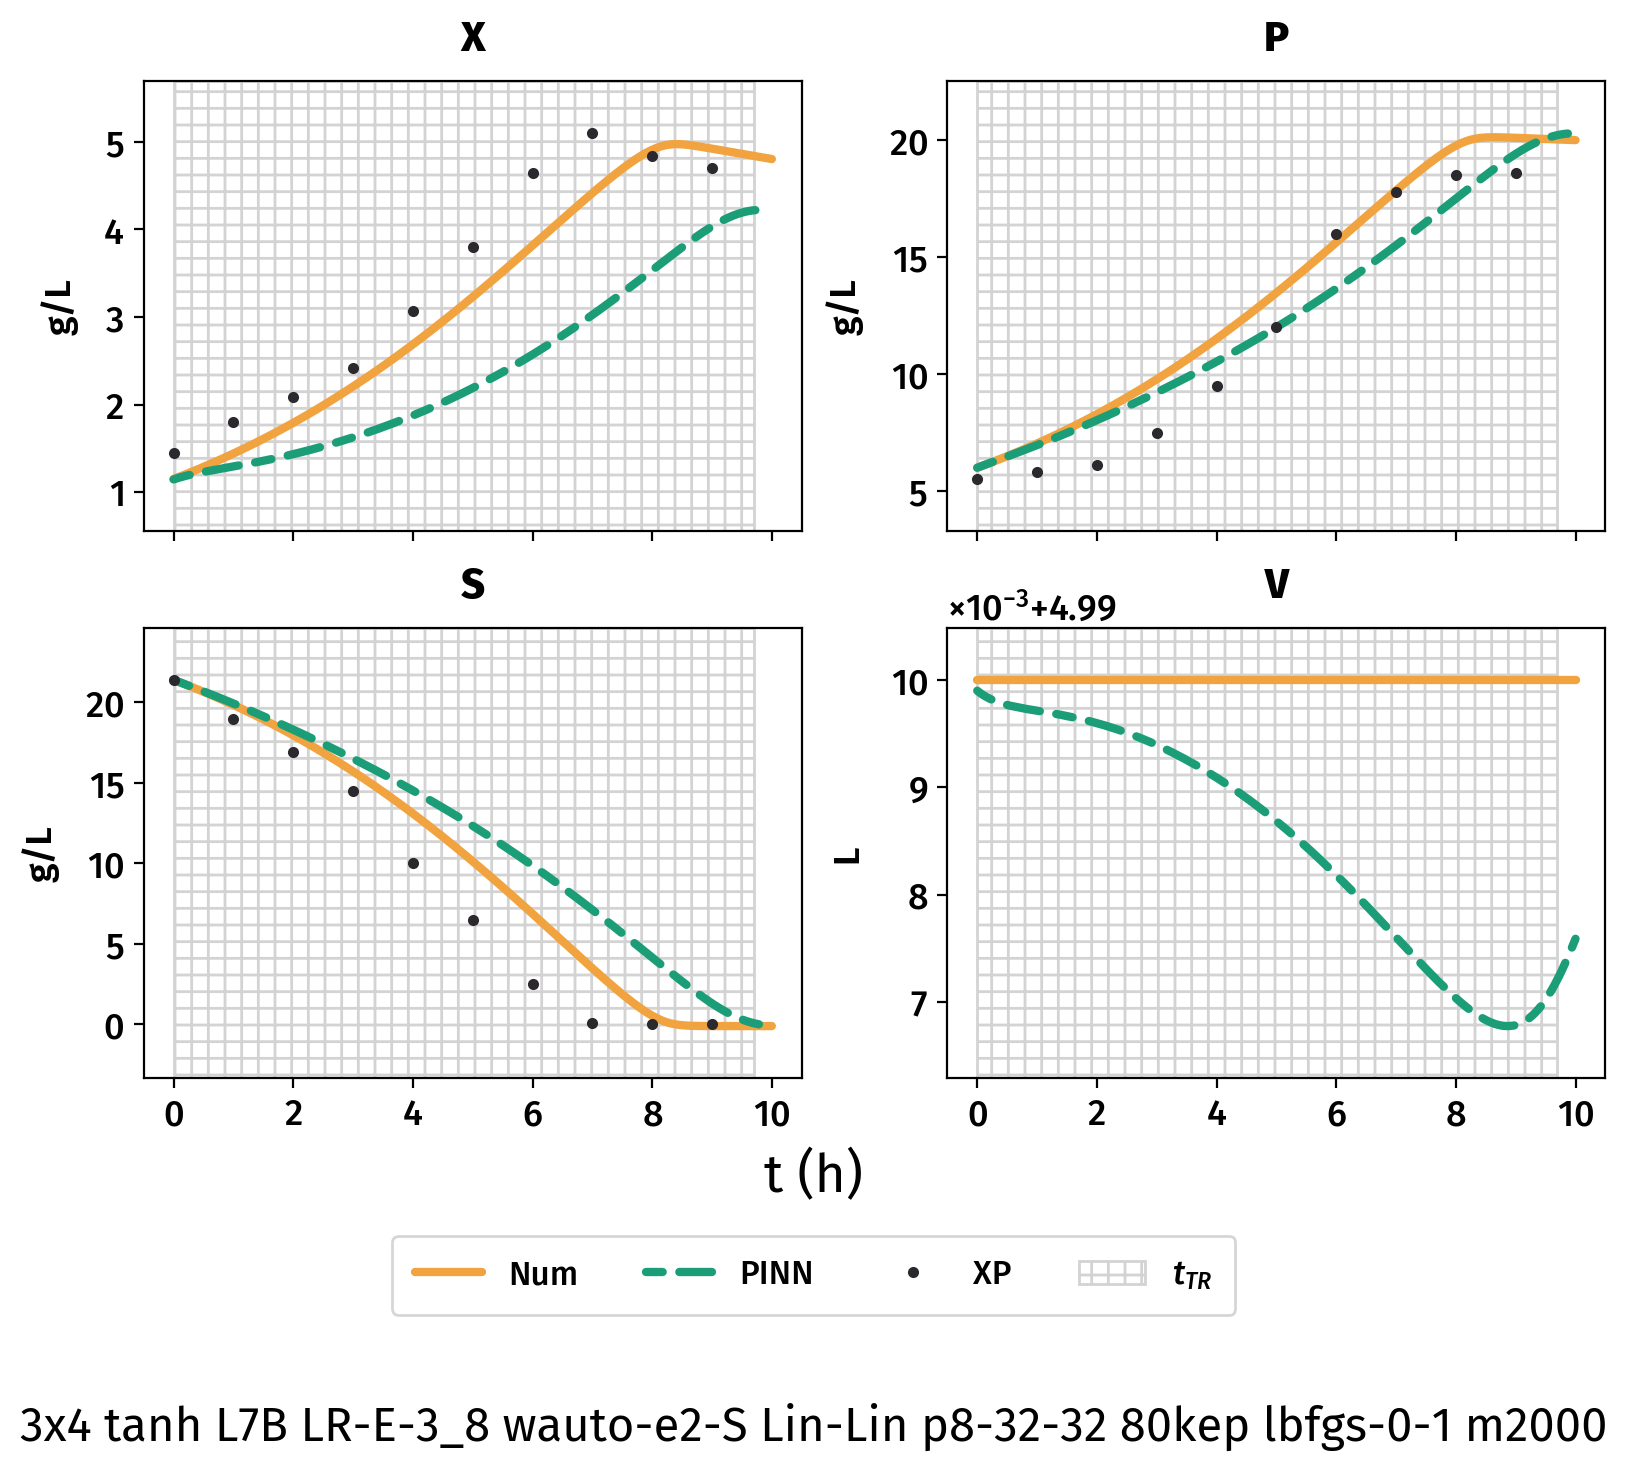 X
P
5
4
3
2
1
g/L
20
15
10
5
g/L
S
V
×10⁻³+4.99
20
15
10
5
0
g/L
10
9
8
7
L
0 2 4 6 8 10
0 2 4 6 8 10
t (h)
Num PINN XP t_TR
3x4 tanh L7B LR-E-3_8 wauto-e2-S Lin-Lin p8-32-32 80kep lbfgs-0-1 m2000